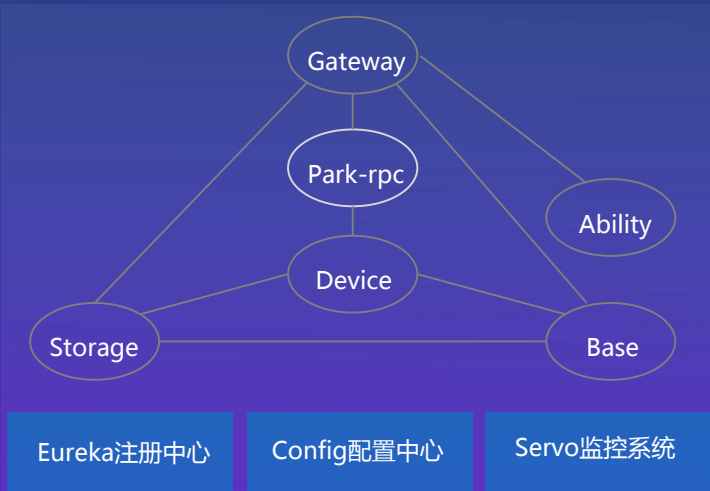 Gateway
Park-rpc
Ability
Device
Storage
Base
Eureka注册中心
Config配置中心
Servo监控系统